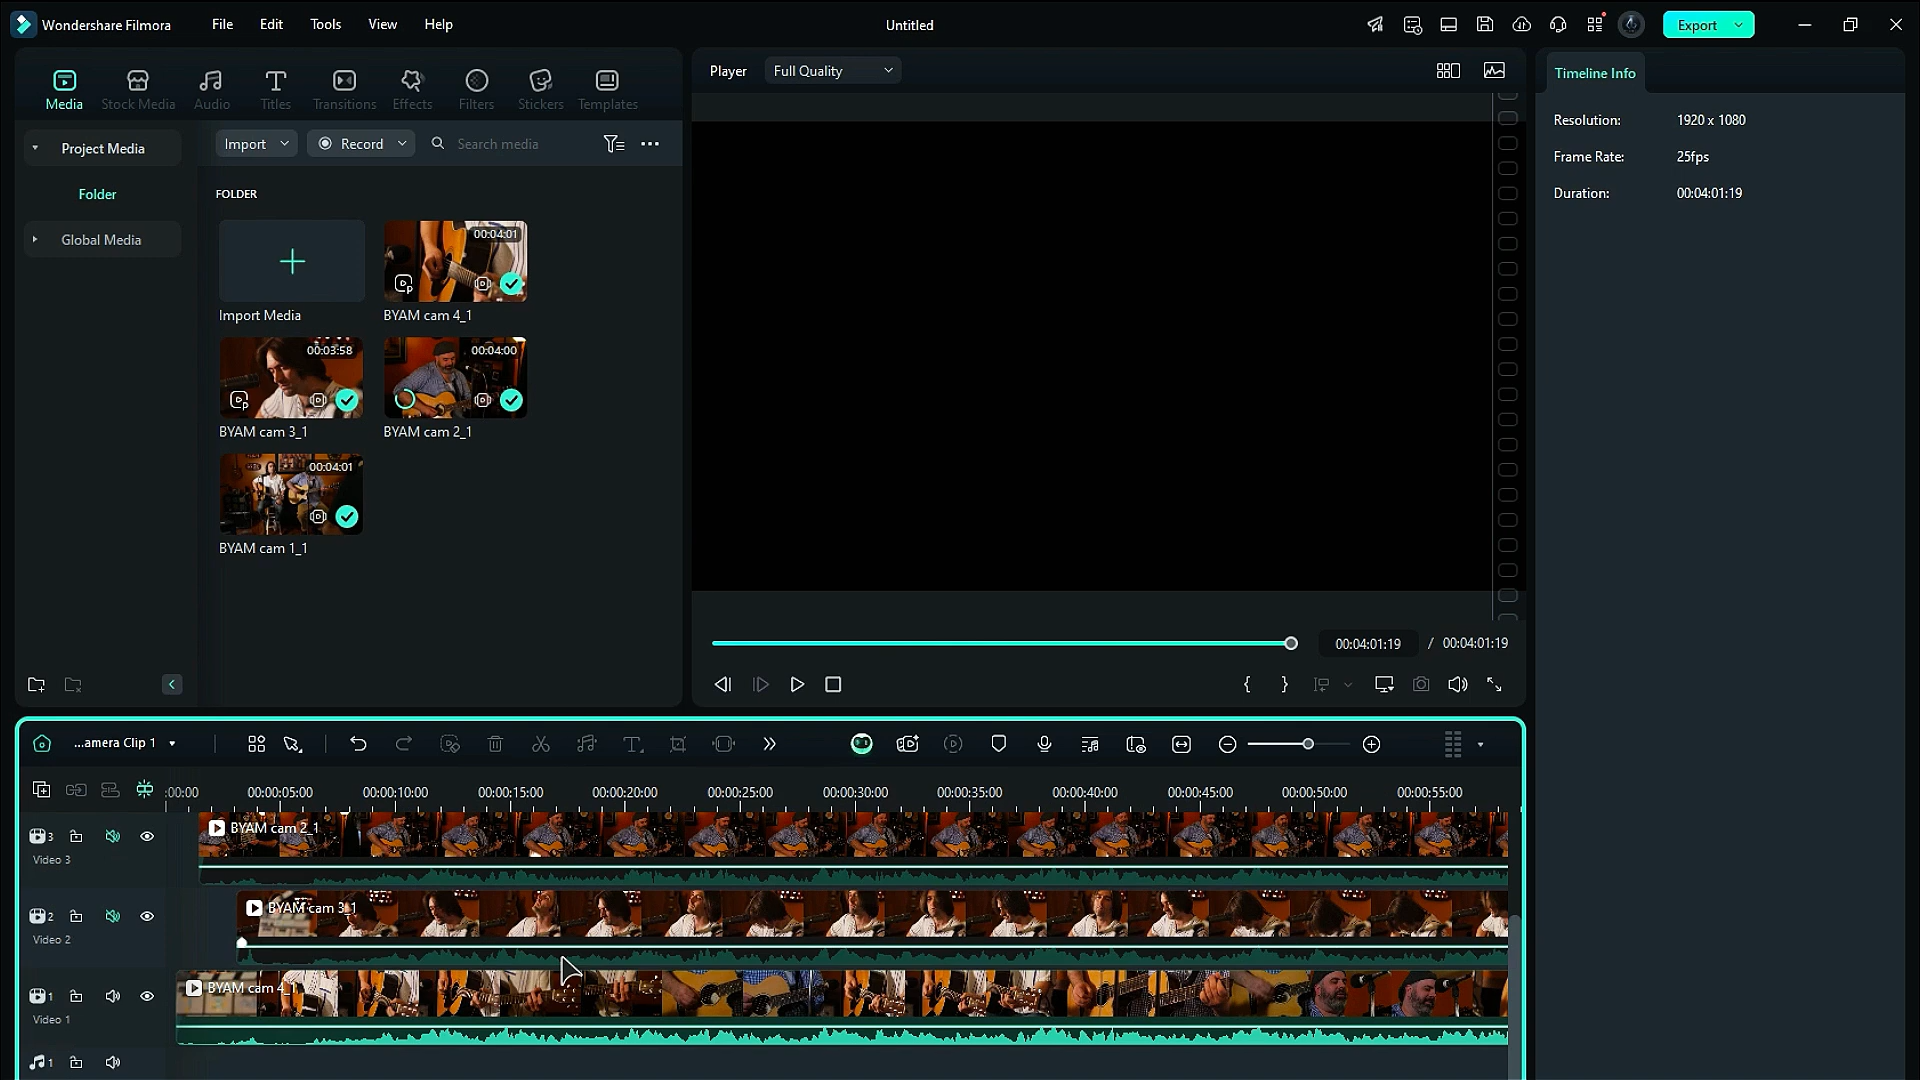 Wondershare Filmora
File
Edit
Tools
View
Help
Untitled
Export
Media
Stock Media
Audio
Titles
Transitions
Effects
Filters
Stickers
Templates
Player
Full Quality
Timeline Info
Resolution:
1920 x 1080
Frame Rate:
25fps
Duration:
00:04:01:19
Project Media
Folder
Global Media
Import
Record
Search media
FOLDER
Import Media
00:04:01
BYAM cam 4_1
00:03:58
BYAM cam 3_1
00:04:00
BYAM cam 2_1
00:04:01
BYAM cam 1_1
00:04:01:19
/ 00:04:01:19
{
}
...amera Clip 1
:00:00
00:00:05:00
00:00:10:00
00:00:15:00
00:00:20:00
00:00:25:00
00:00:30:00
00:00:35:00
00:00:40:00
00:00:45:00
00:00:50:00
00:00:55:00
3
Video 3
BYAM cam 2_1
2
Video 2
BYAM cam 3_1
1
Video 1
BYAM cam 4_1
1